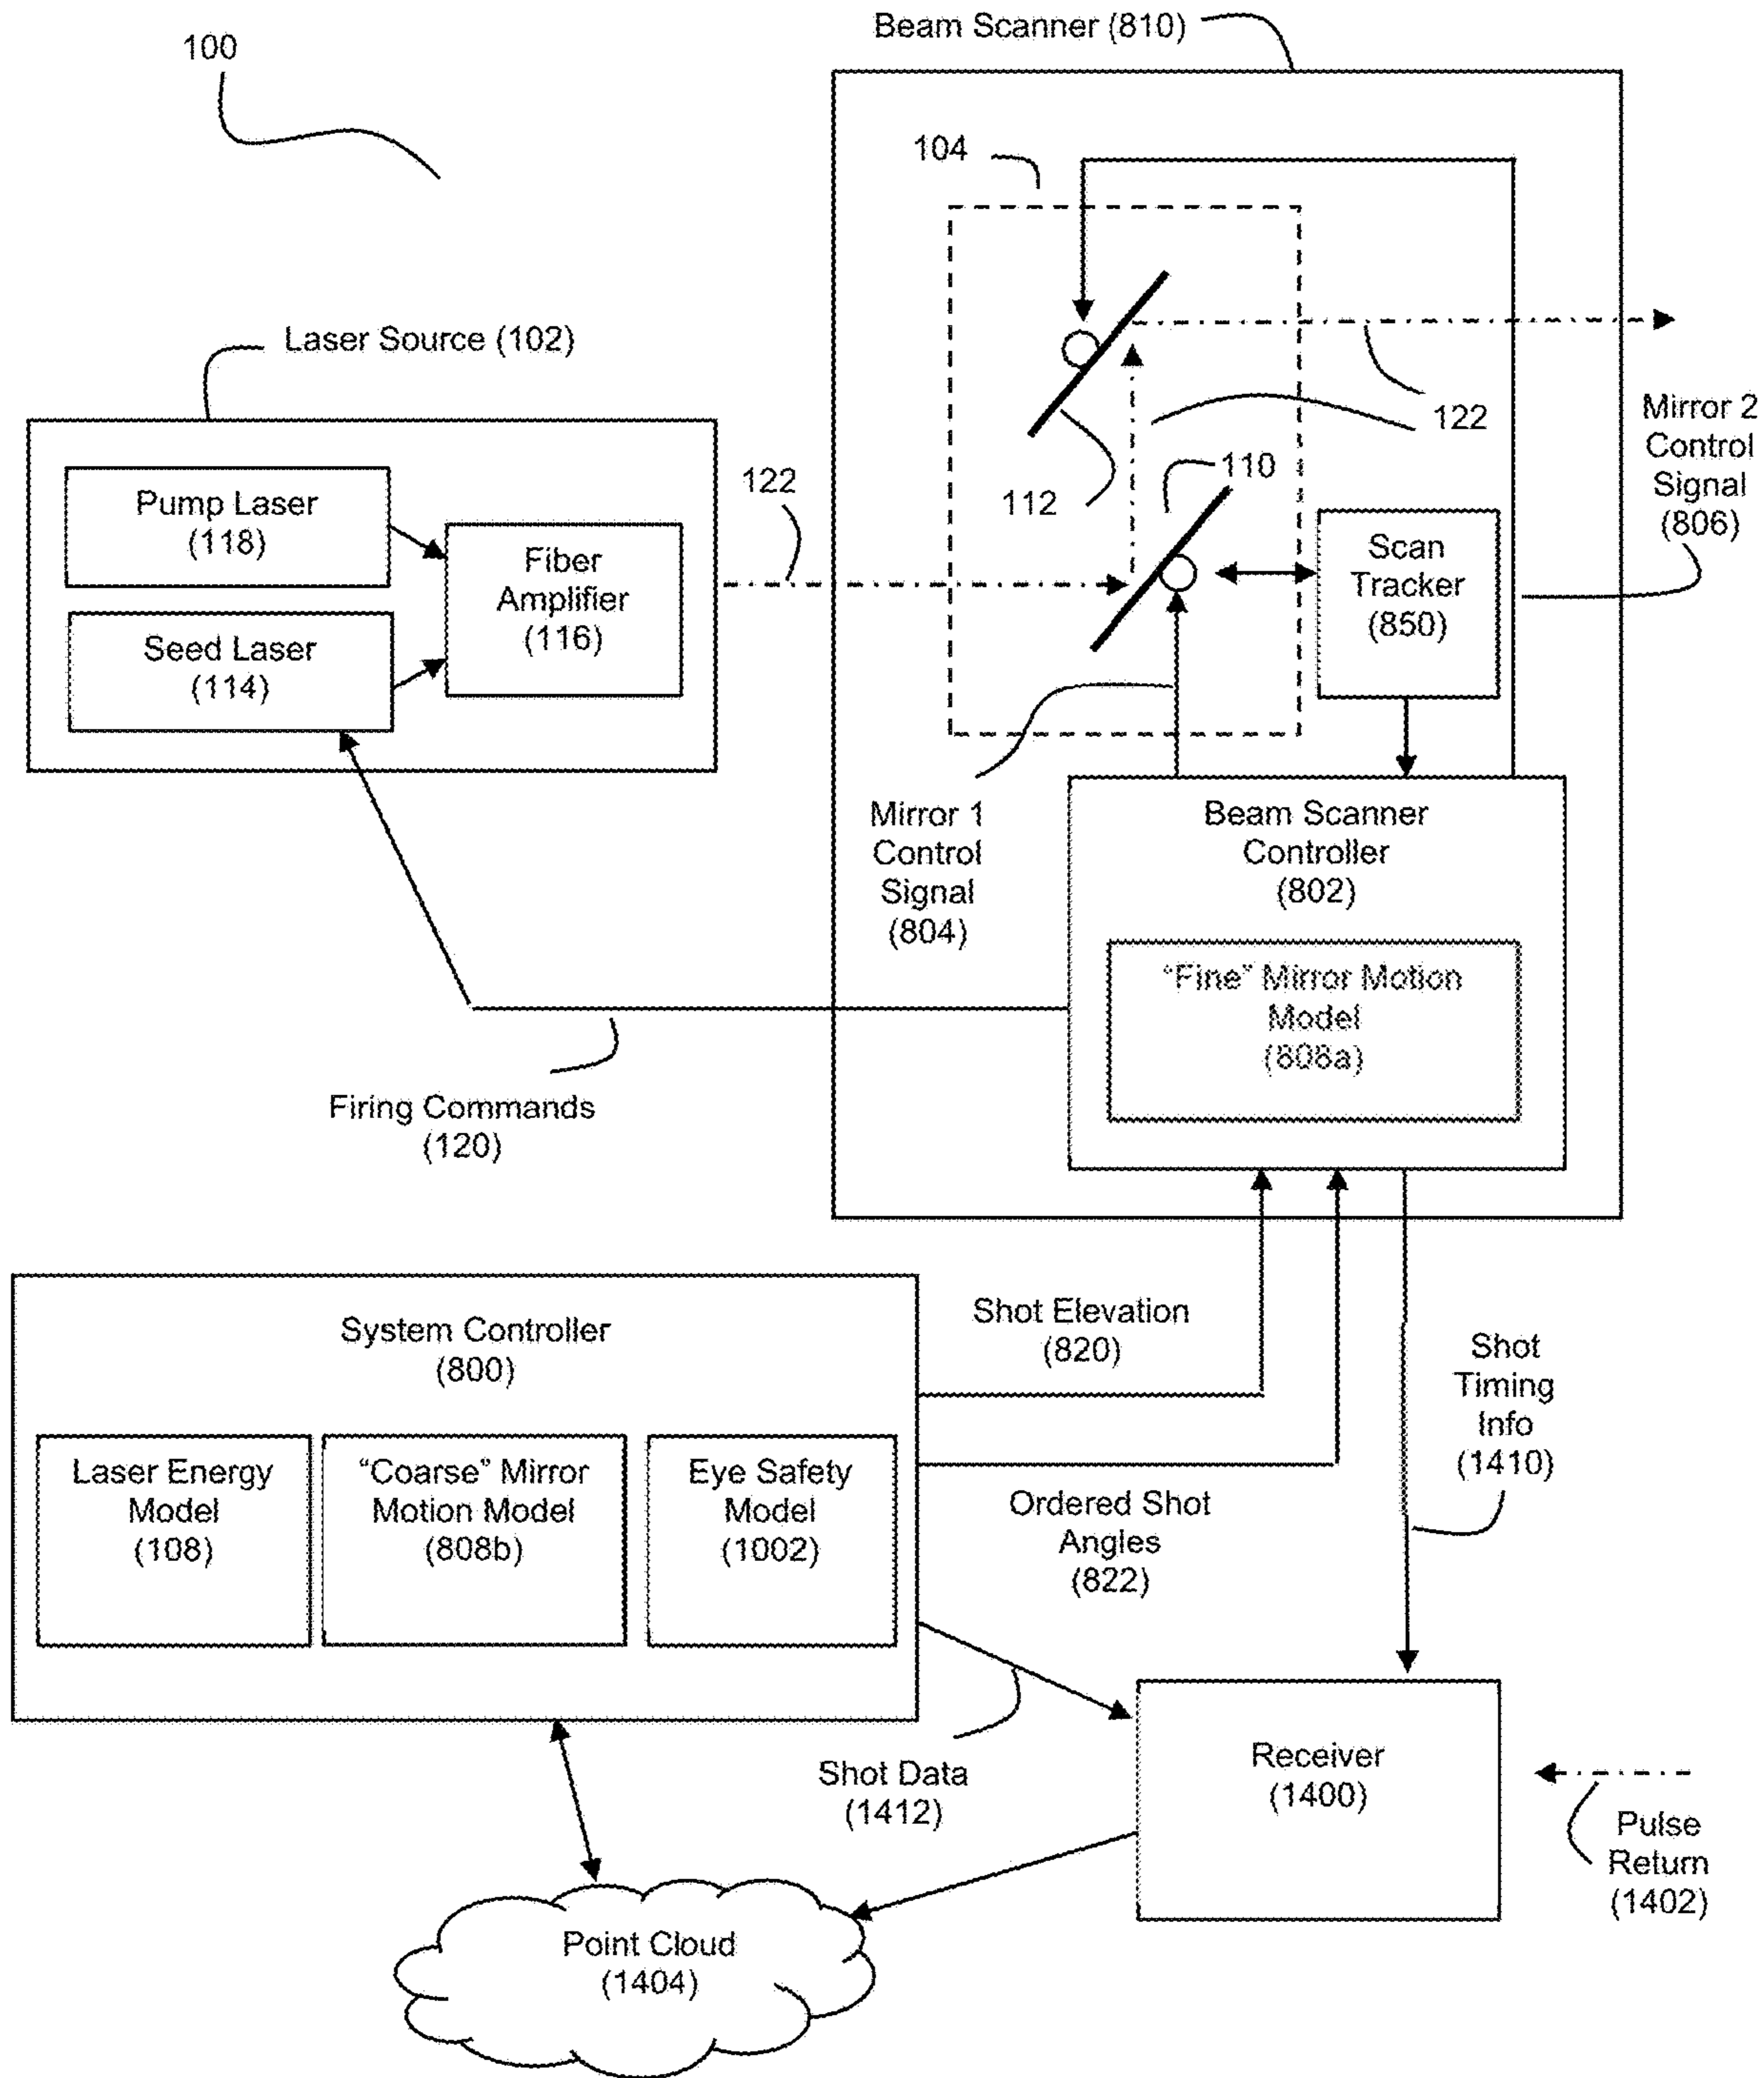 Beam Scanner (810)
100
104
Laser Source (102)
Pump Laser
(118)
Seed Laser
(114)
Fiber
Amplifier
(116)
122
112
110
122
Scan
Tracker
(850)
Mirror 2
Control
Signal
(806)
Mirror 1
Control
Signal
(804)
Beam Scanner
Controller
(802)
“Fine” Mirror Motion
Model
(808a)
Firing Commands
(120)
System Controller
(800)
Laser Energy
Model
(108)
“Coarse” Mirror
Motion Model
(808b)
Eye Safety
Model
(1002)
Shot Elevation
(820)
Ordered Shot
Angles
(822)
Shot
Timing
Info
(1410)
Shot Data
(1412)
Receiver
(1400)
Pulse
Return
(1402)
Point Cloud
(1404)